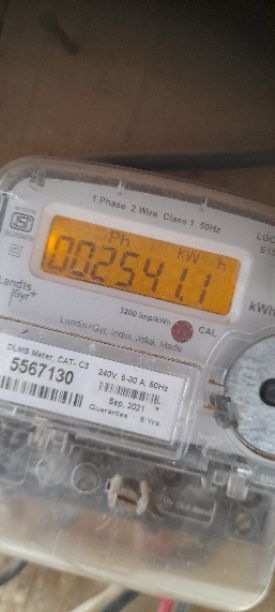 1 Phase 2 Wire Class 1 50Hz
Ph kW h
002541.1
kWh
3200 imp/kWh
CAL
Landis
Gyr+
Landis+Gyr, India, Joka, Made
DLMS Meter, CAT- C3
240V, 5-30 A, 50Hz
5567130
Sep, 2021
Guarantee : 5 Yrs.